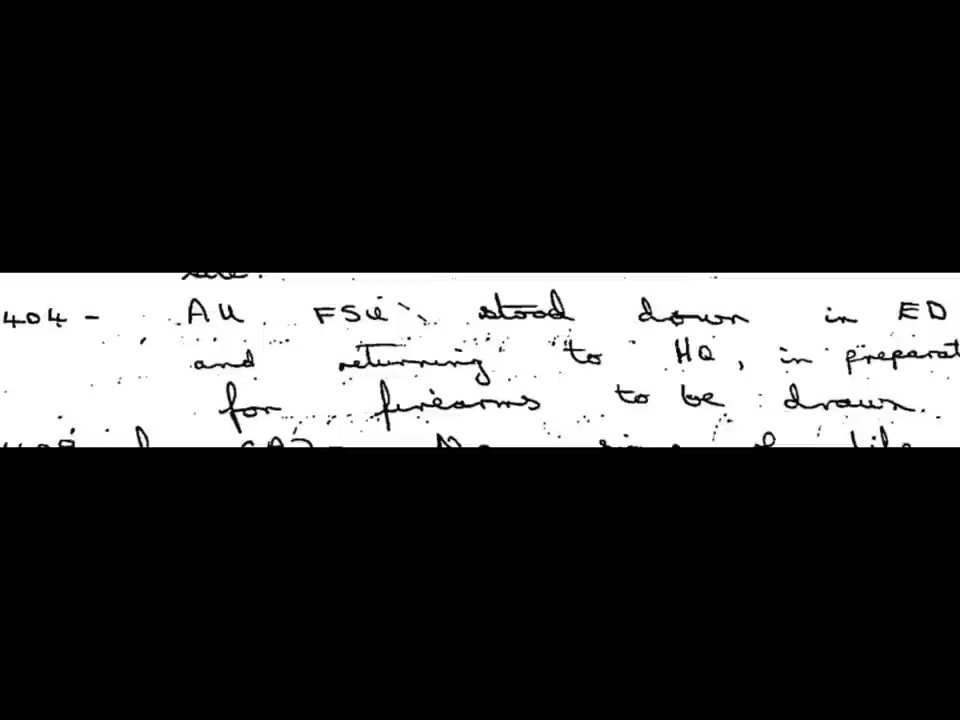 404 - All FSU stood down in ED
and returning to HQ, in preparat
for firearms to be drawn.